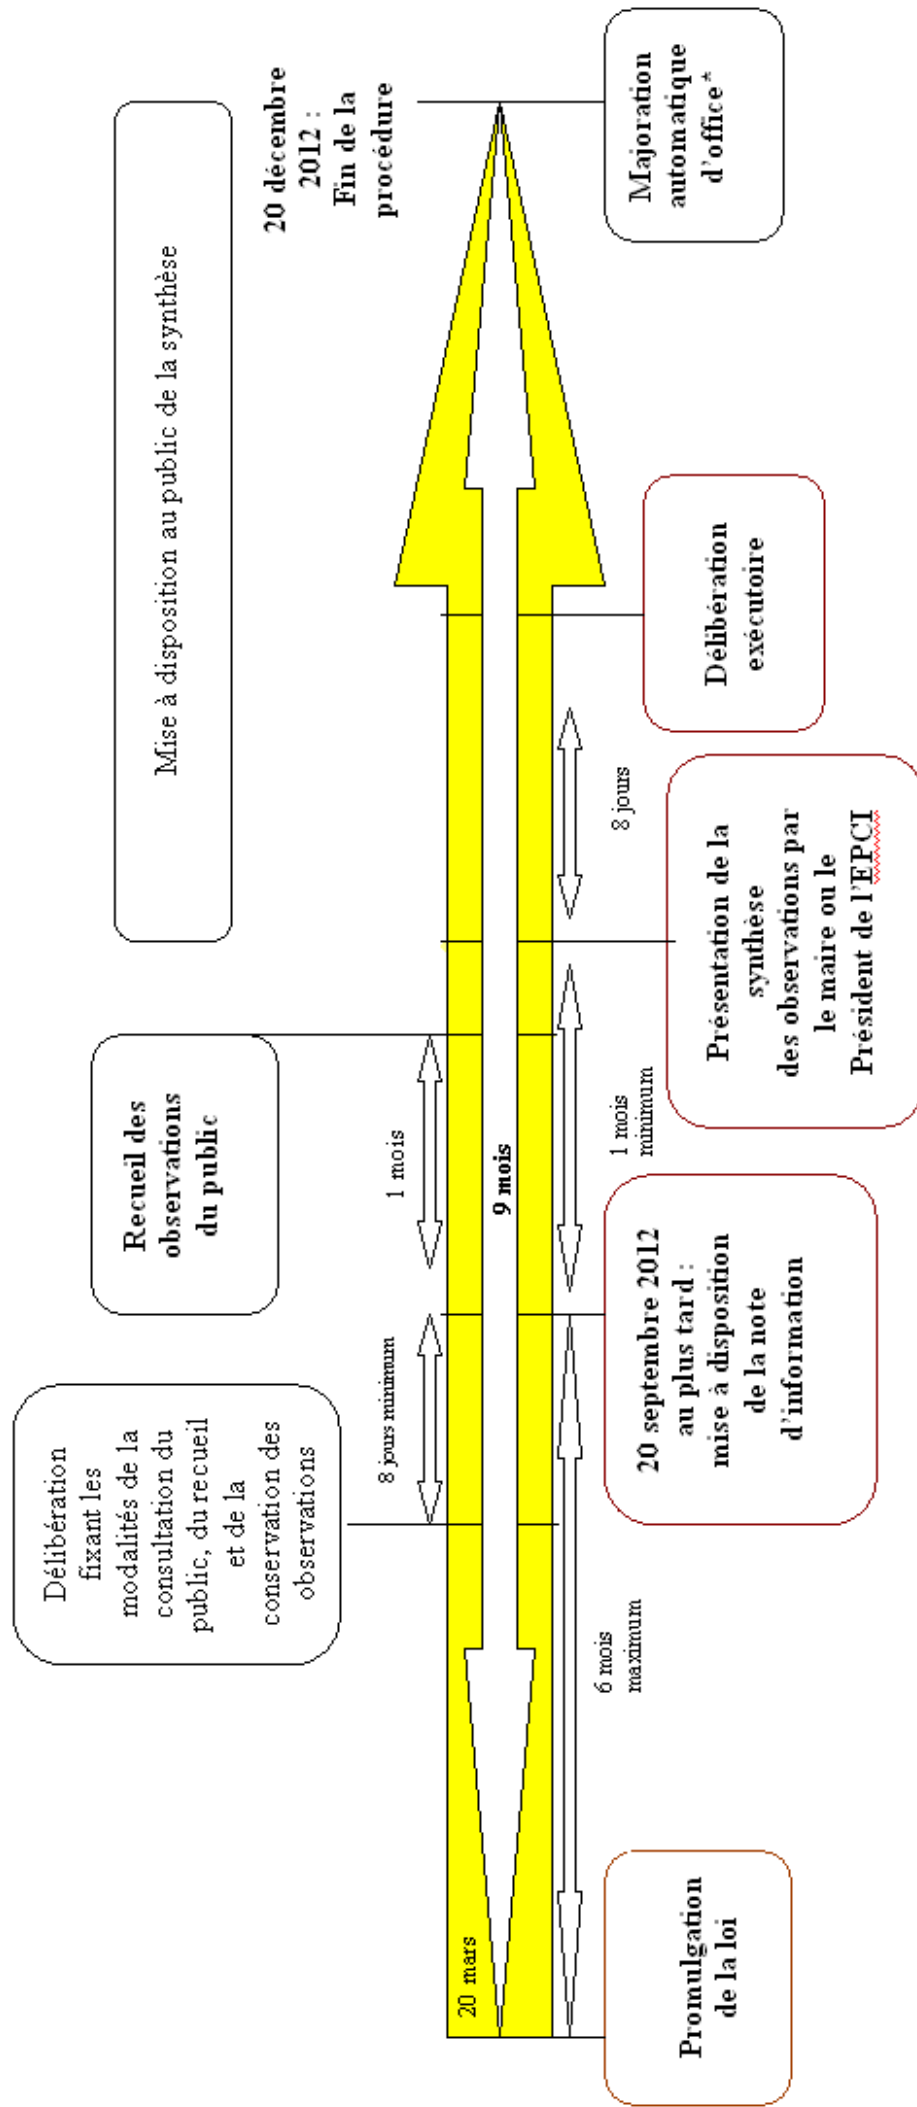 Délibération
fixant les
modalités de la
consultation du
public, du recueil
et de la
conservation des
observations
Recueil des
observations
du public
Mise à disposition au public de la synthèse
8 jours minimum
1 mois
20 décembre
2012 :
Fin de la
procédure
20 mars
9 mois
6 mois
maximum
1 mois
minimum
8 jours
Promulgation
de la loi
20 septembre 2012
au plus tard :
mise à disposition
de la note
d'information
Présentation de la
synthèse
des observations par
le maire ou le
Président de l'EPCI
Délibération
exécutoire
Majoration
automatique
d'office*